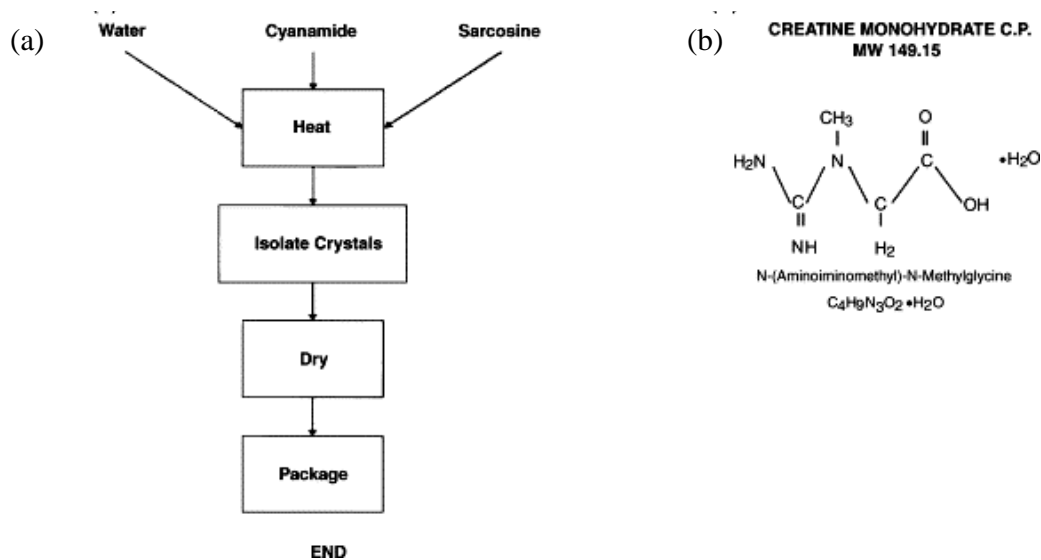 (a)
Water Cyanamide Sarcosine
Heat
Isolate Crystals
Dry
Package
END
(b)
CREATINE MONOHYDRATE C.P.
MW 149.15
CH₃ O
H₂N N C •H₂O
C C OH
NH H₂
N-(Aminoiminomethyl)-N-Methylglycine
C₄H₉N₃O₂•H₂O